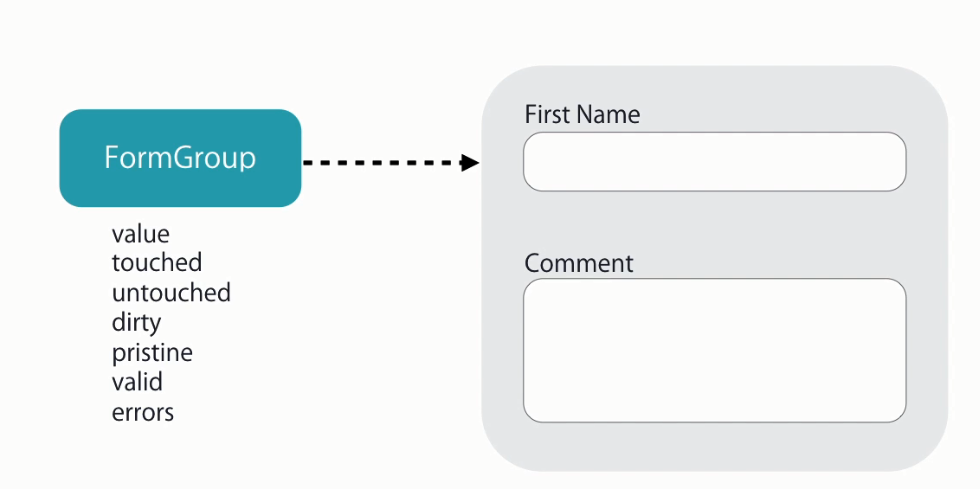 FormGroup
value
touched
untouched
dirty
pristine
valid
errors
First Name
Comment